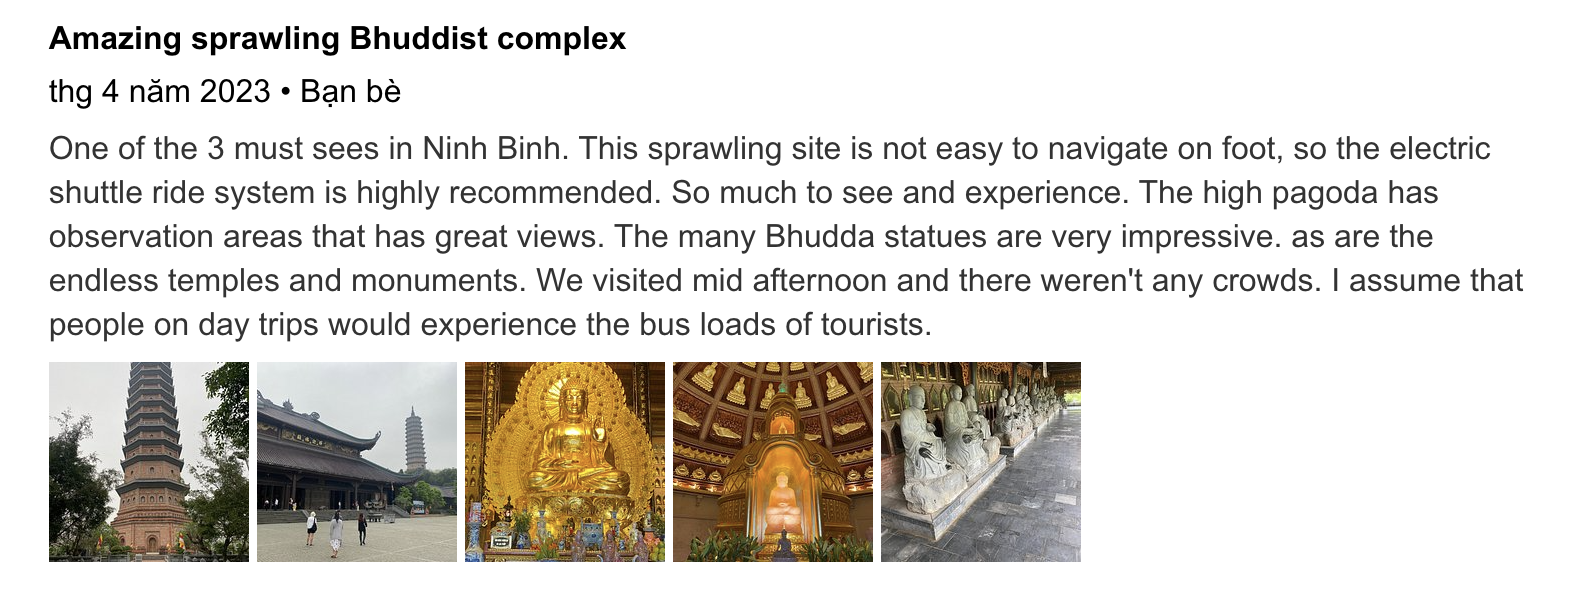 Amazing sprawling Bhuddist complex
thg 4 năm 2023 • Bạn bè
One of the 3 must sees in Ninh Binh. This sprawling site is not easy to navigate on foot, so the electric
shuttle ride system is highly recommended. So much to see and experience. The high pagoda has
observation areas that has great views. The many Bhudda statues are very impressive. as are the
endless temples and monuments. We visited mid afternoon and there weren't any crowds. I assume that
people on day trips would experience the bus loads of tourists.